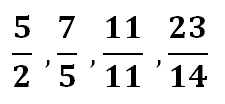 5/2 , 7/5 , 11/11 , 23/14